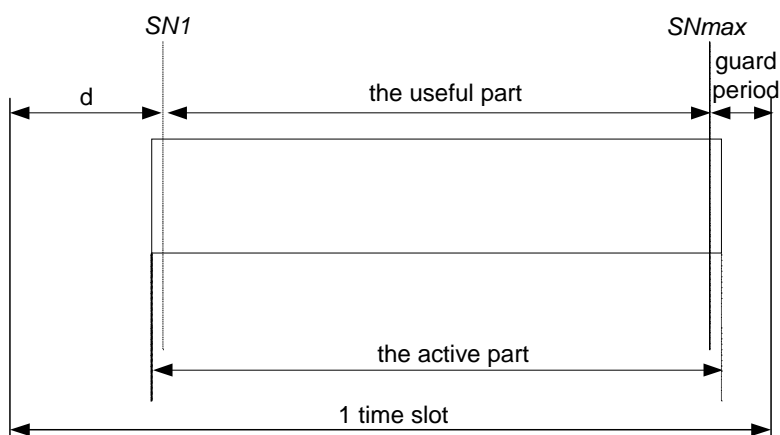 SN1
SNmax
d
the useful part
guard
period
the active part
1 time slot